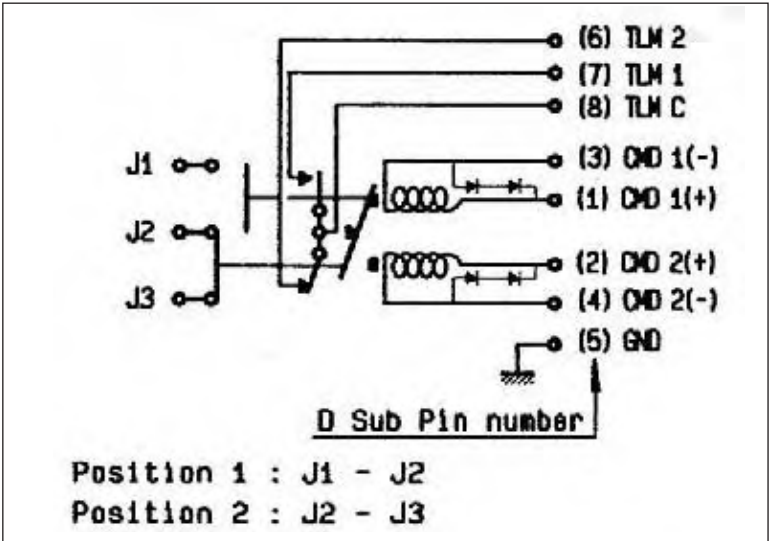 (6) TLM 2
(7) TLM 1
(8) TLM C
J1
(3) CMD 1(-)
(1) CMD 1(+)
J2
(2) CMD 2(+)
J3
(4) CMD 2(-)
(5) GND
D Sub Pin number
Position 1 : J1 - J2
Position 2 : J2 - J3